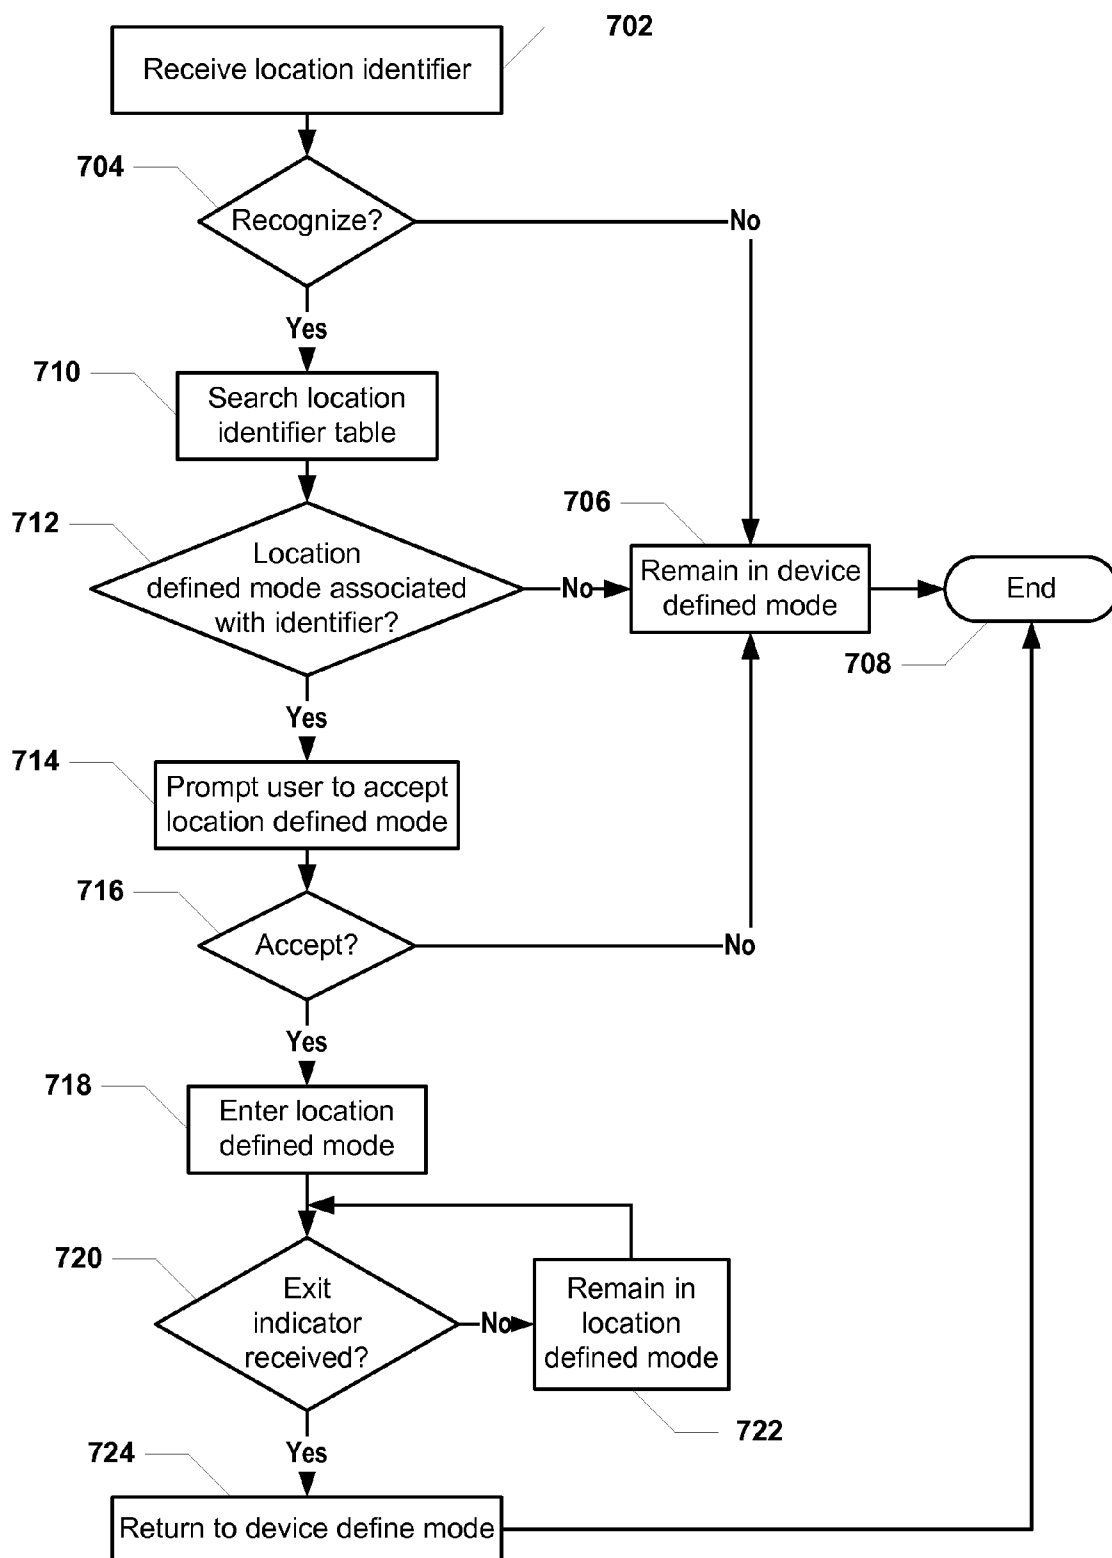 702
Receive location identifier
704
Recognize?
No
Yes
710
Search location
identifier table
712
Location
defined mode associated
with identifier?
No
706
Remain in device
defined mode
End
708
Yes
714
Prompt user to accept
location defined mode
716
Accept?
No
Yes
718
Enter location
defined mode
720
Exit
indicator
received?
No
Remain in
location
defined mode
722
Yes
724
Return to device define mode